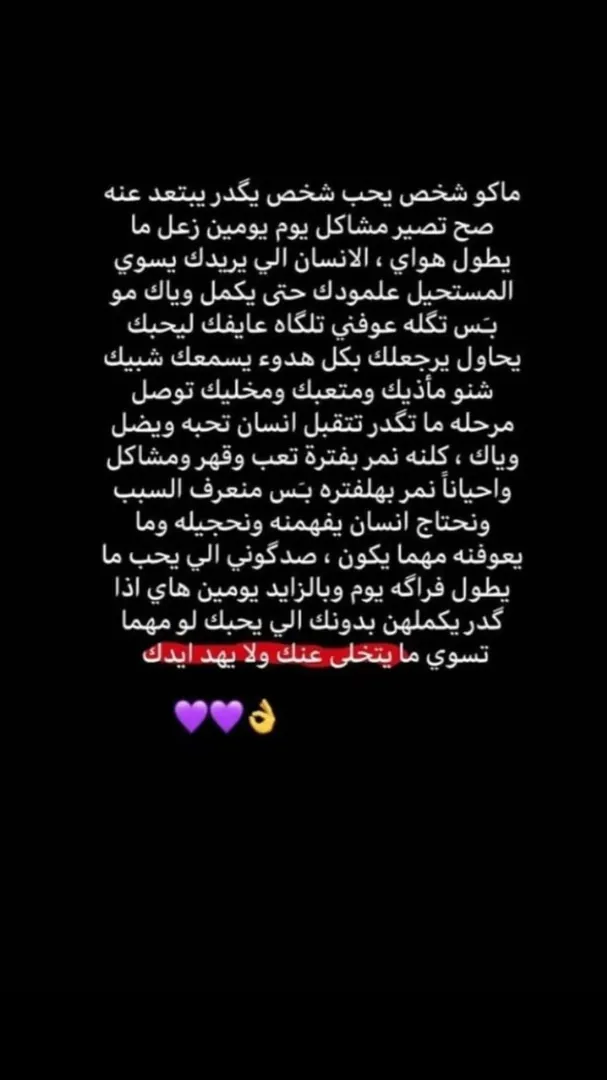 ماكو شخص يحب شخص يگدر يبتعد عنه
صح تصير مشاكل يوم يومين زعل ما
يطول هواي ، الانسان الي يريدك يسوي
المستحيل علمودك حتى يكمل وياك مو
بـَس تگله عوفني تلگاه عايفك ليحبك
يحاول يرجعلك بكل هدوء يسمعك شبيك
شنو مأذيك ومتعبك ومخليك توصل
مرحله ما تگدر تتقبل انسان تحبه ويضل
وياك ، كلنه نمر بفترة تعب وقهر ومشاكل
واحياناً نمر بهلفتره بـَس منعرف السبب
ونحتاج انسان يفهمنه ونحجيله وما
يعوفنه مهما يكون ، صدگوني الي يحب ما
يطول فراگه يوم وبالزايد يومين هاي اذا
گدر يكملهن بدونك الي يحبك لو مهما
تسوي ما يتخلى عنك ولا يهد ايدك
💜💜👌